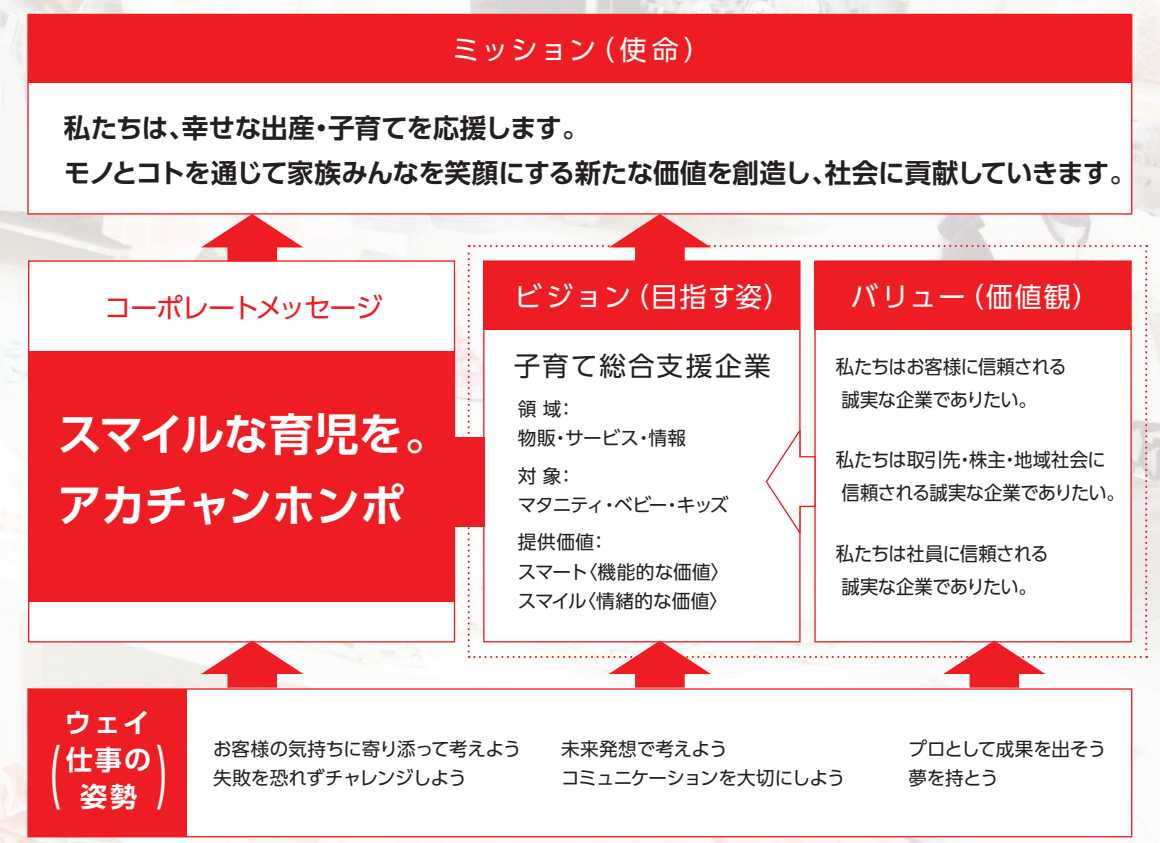 ミッション(使命)
私たちは、幸せな出産・子育てを応援します。
モノとコトを通じて家族みんなを笑顔にする新たな価値を創造し、社会に貢献していきます。
コーポレートメッセージ
スマイルな育児を。
アカチャンホンポ
ビジョン(目指す姿)
子育て総合支援企業
領 域：
物販・サービス・情報
対 象：
マタニティ・ベビー・キッズ
提供価値：
スマート〈機能的な価値〉
スマイル〈情緒的な価値〉
バリュー(価値観)
私たちはお客様に信頼される
誠実な企業でありたい。
私たちは取引先・株主・地域社会に
信頼される誠実な企業でありたい。
私たちは社員に信頼される
誠実な企業でありたい。
ウェイ
(仕事の
姿勢)
お客様の気持ちに寄り添って考えよう
失敗を恐れずチャレンジしよう
未来発想で考えよう
コミュニケーションを大切にしよう
プロとして成果を出そう
夢を持とう